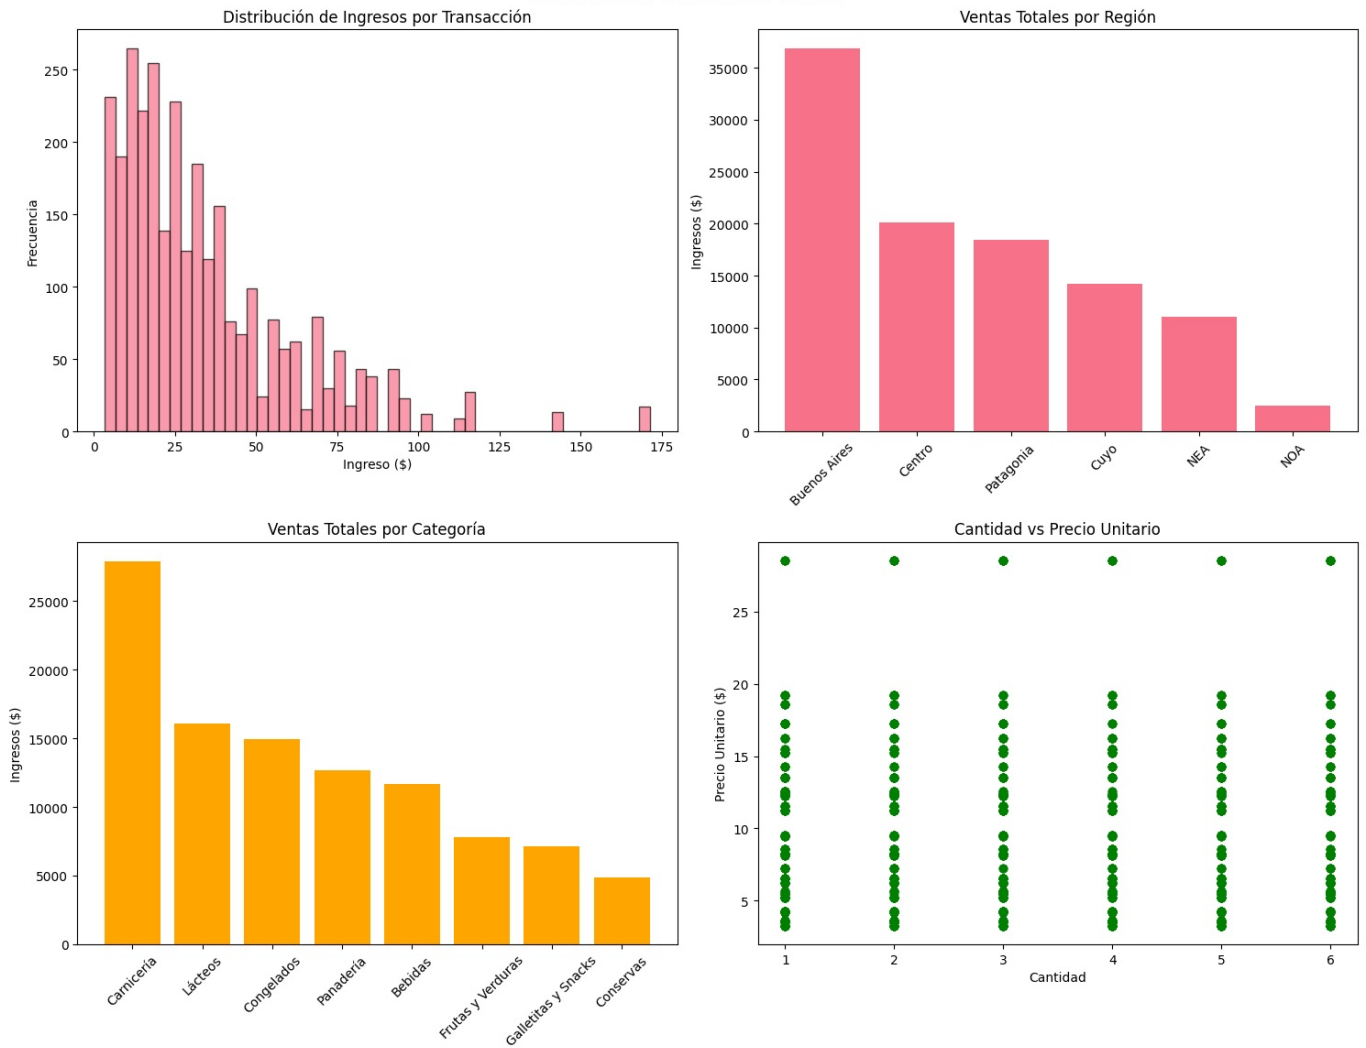 Distribución de Ingresos por Transacción
250
200
150
100
50
0
Frecuencia
0 25 50 75 100 125 150 175
Ingreso ($)
Ventas Totales por Región
35000
30000
25000
20000
15000
10000
5000
0
Ingresos ($)
Buenos Aires
Centro
Patagonia
Cuyo
NEA
NOA
Ventas Totales por Categoría
25000
20000
15000
10000
5000
0
Ingresos ($)
Carnicería
Lácteos
Congelados
Panadería
Bebidas
Frutas y Verduras
Galletitas y Snacks
Conservas
Cantidad vs Precio Unitario
25
20
15
10
5
Precio Unitario ($)
1 2 3 4 5 6
Cantidad